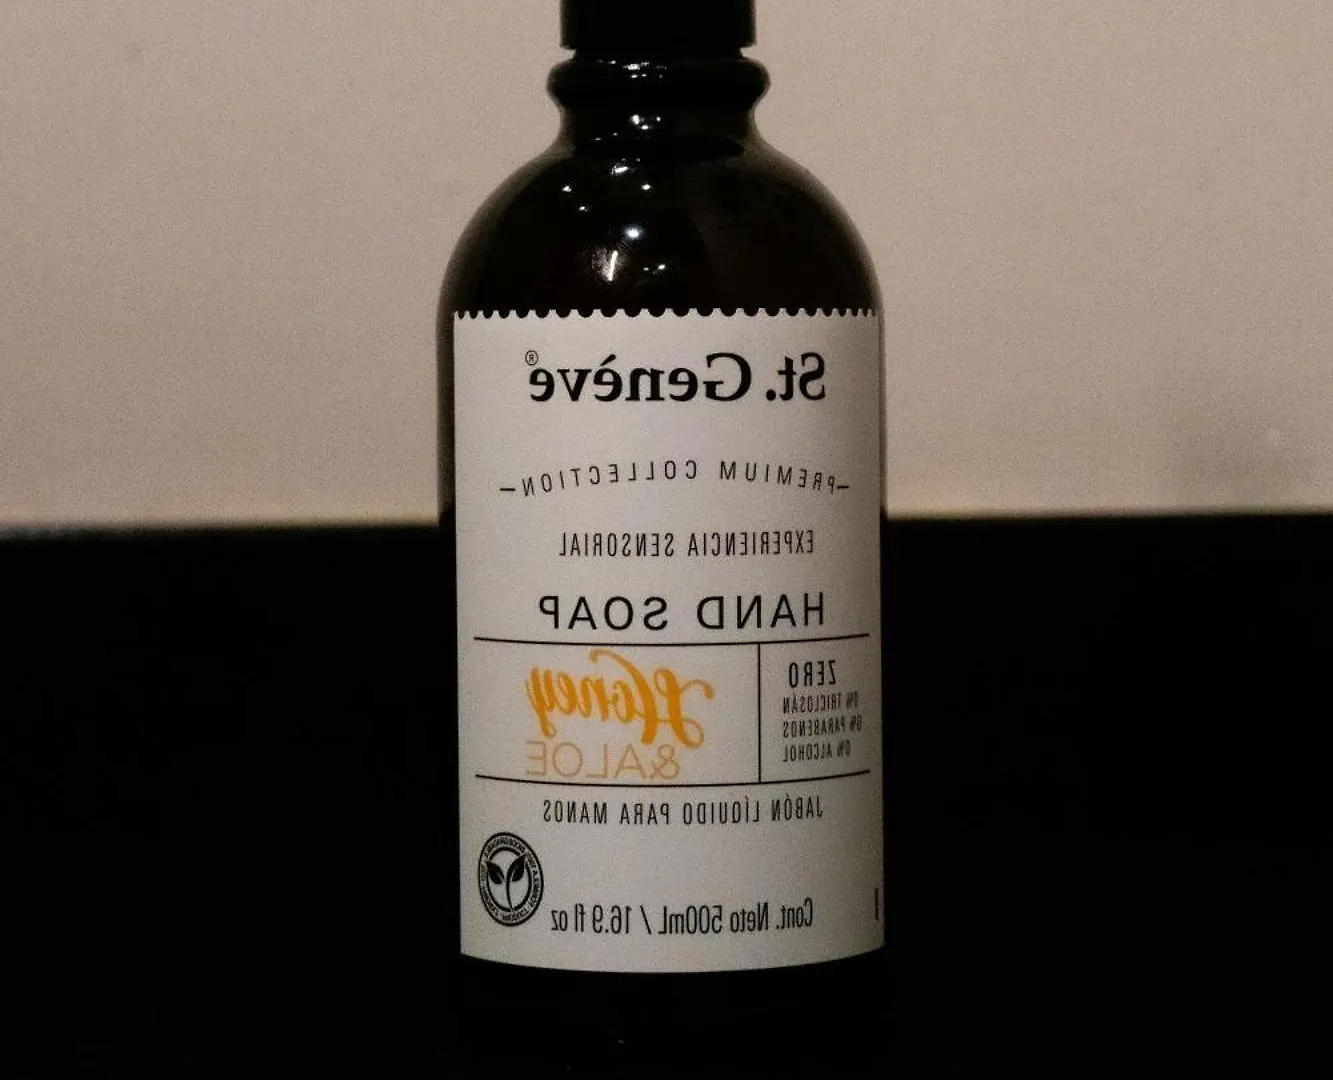 St. Genève®
—PREMIUM COLLECTION—
EXPERIENCIA SENSORIAL
HAND SOAP
ZERO
0% TRICLOSÁN
0% PARABENOS
0% ALCOHOL
Honey
&ALOE
JABÓN LÍQUIDO PARA MANOS
Cont. Neto 500mL / 16.9 fl oz